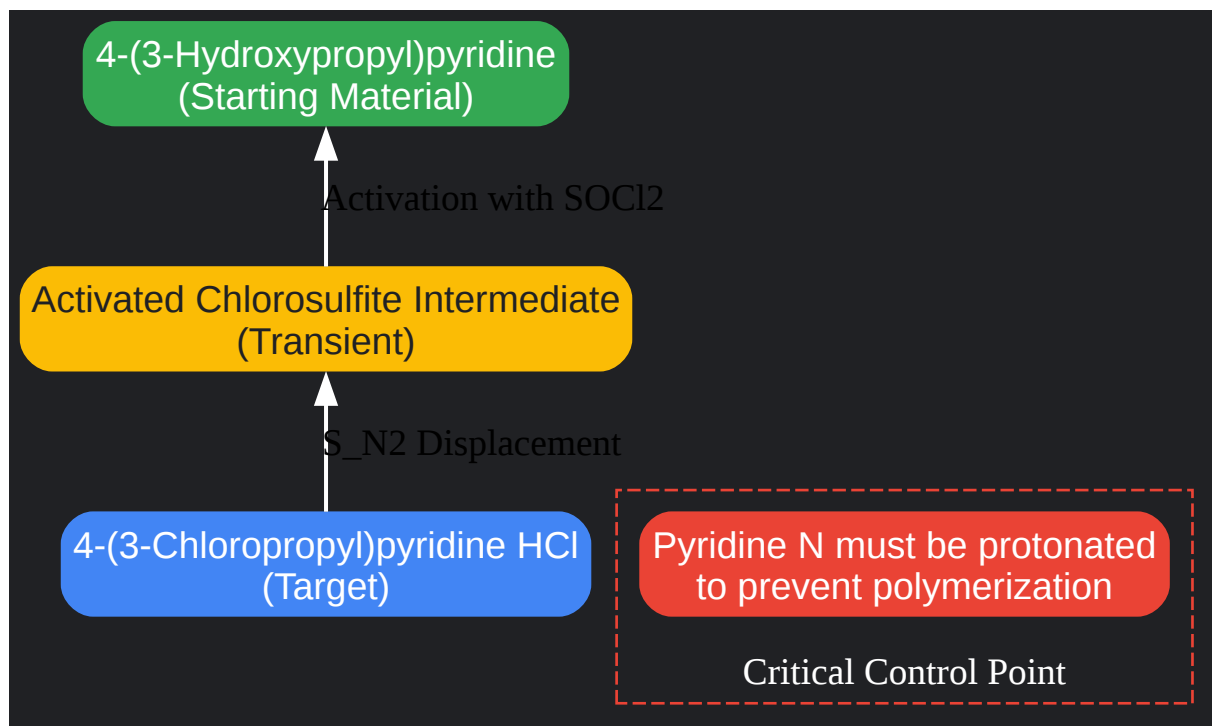 4-(3-Hydroxypropyl)pyridine
(Starting Material)
Activation with SOCl2
Activated Chlorosulfite Intermediate
(Transient)
S_N2 Displacement
4-(3-Chloropropyl)pyridine HCl
(Target)
Pyridine N must be protonated
to prevent polymerization
Critical Control Point